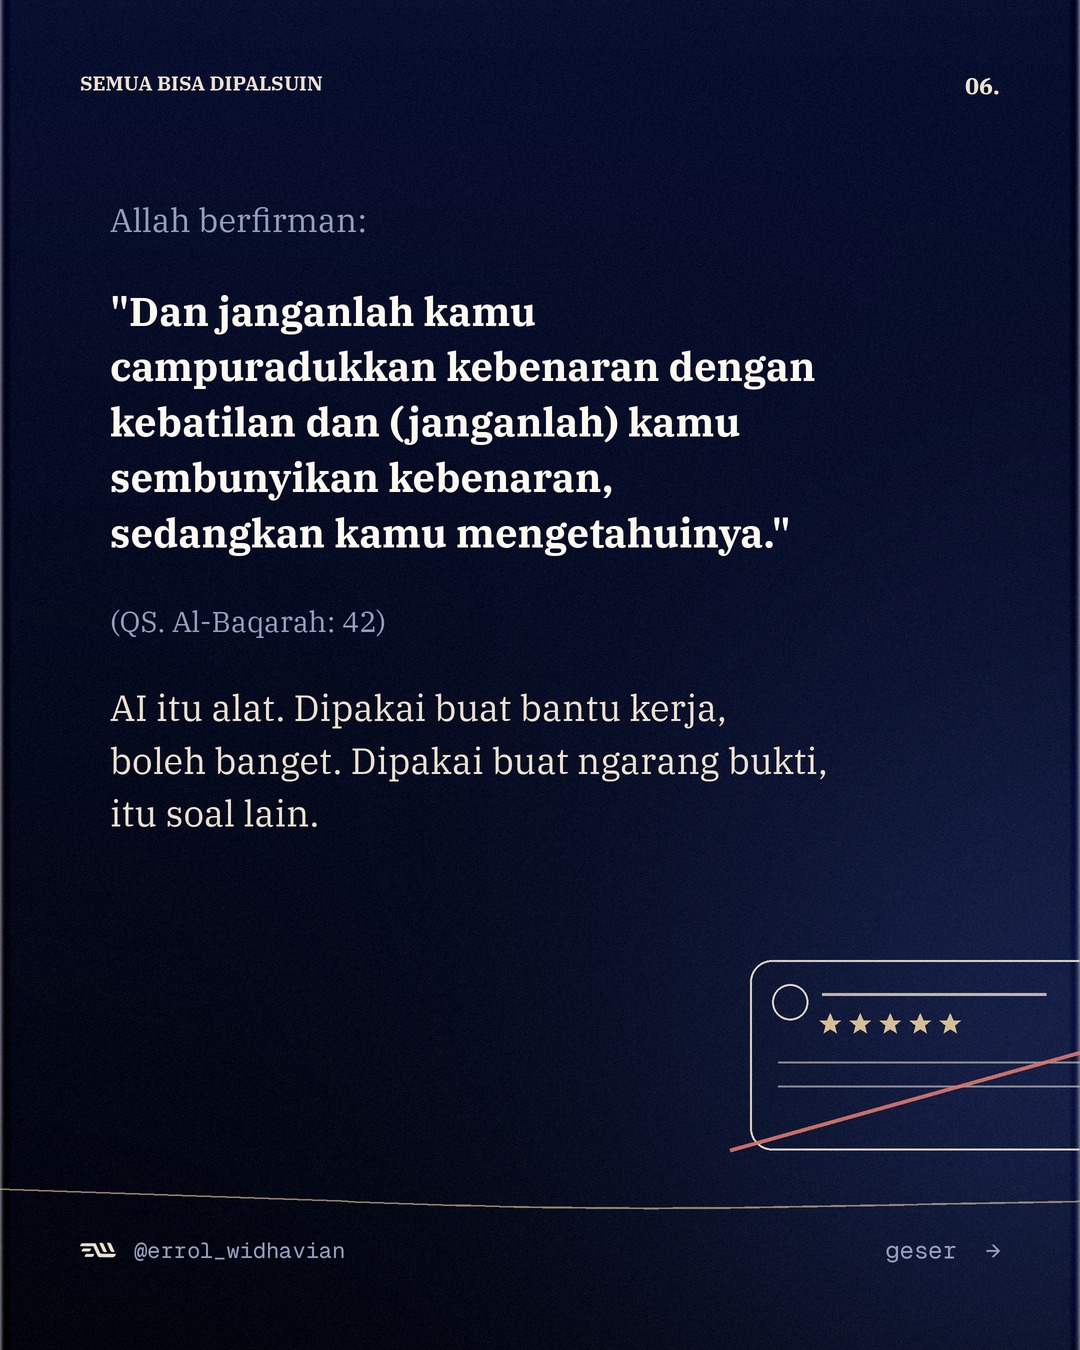 SEMUA BISA DIPALSUIN
06.
Allah berfirman:
"Dan janganlah kamu
campuradukkan kebenaran dengan
kebatilan dan (janganlah) kamu
sembunyikan kebenaran,
sedangkan kamu mengetahuinya."
(QS. Al-Baqarah: 42)
AI itu alat. Dipakai buat bantu kerja,
boleh banget. Dipakai buat ngarang bukti,
itu soal lain.
@errol_widhavian
geser →